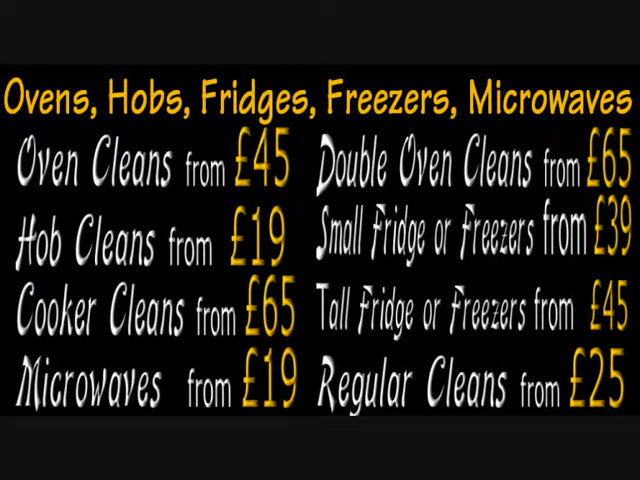 Ovens, Hobs, Fridges, Freezers, Microwaves
Oven Cleans from £45
Double Oven Cleans from £65
Hob Cleans from £19
Small Fridge or Freezers from £39
Cooker Cleans from £65
Tall Fridge or Freezers from £45
Microwaves from £19
Regular Cleans from £25